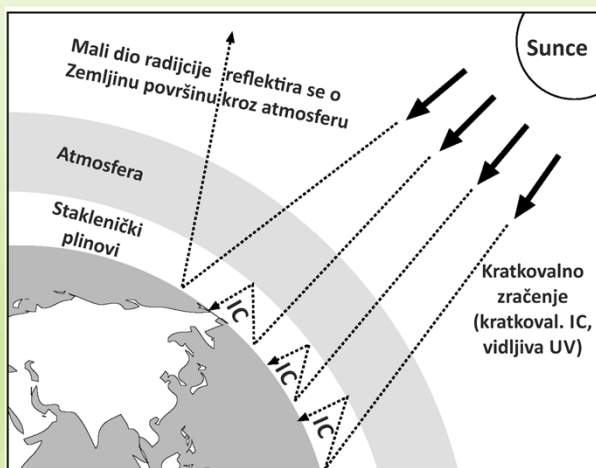 Sunce
Mali dio radijcije reflektira se o
Zemljinu površinu kroz atmosferu
Atmosfera
Staklenički
plinovi
Kratkovalno
zračenje
(kratkoval. IC,
vidljiva UV)
IC
IC
IC